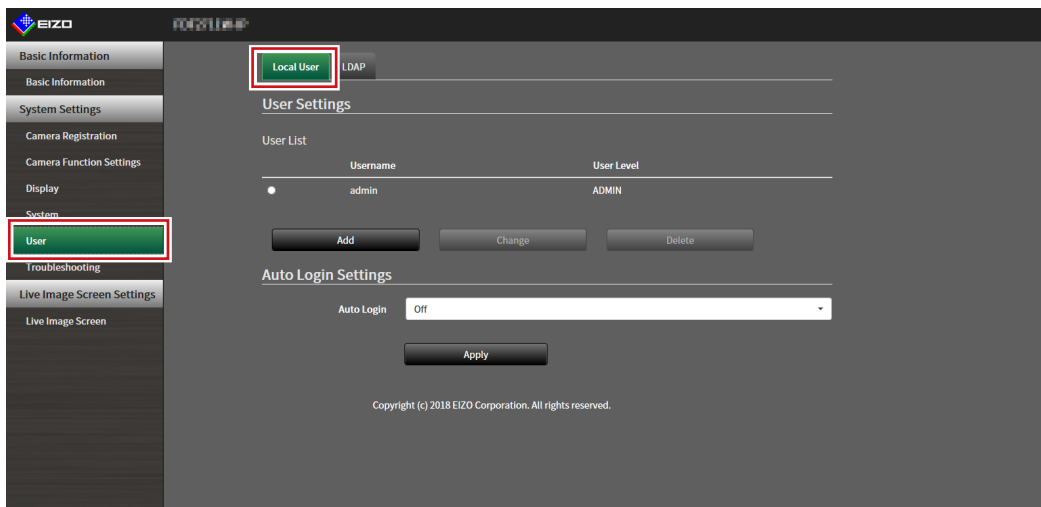 EIZO
Basic Information
Basic Information
System Settings
Camera Registration
Camera Function Settings
Display
System
User
Troubleshooting
Live Image Screen Settings
Live Image Screen
Local User
LDAP
User Settings
User List
Username User Level
admin ADMIN
Add Change Delete
Auto Login Settings
Auto Login Off
Apply
Copyright (c) 2018 EIZO Corporation. All rights reserved.